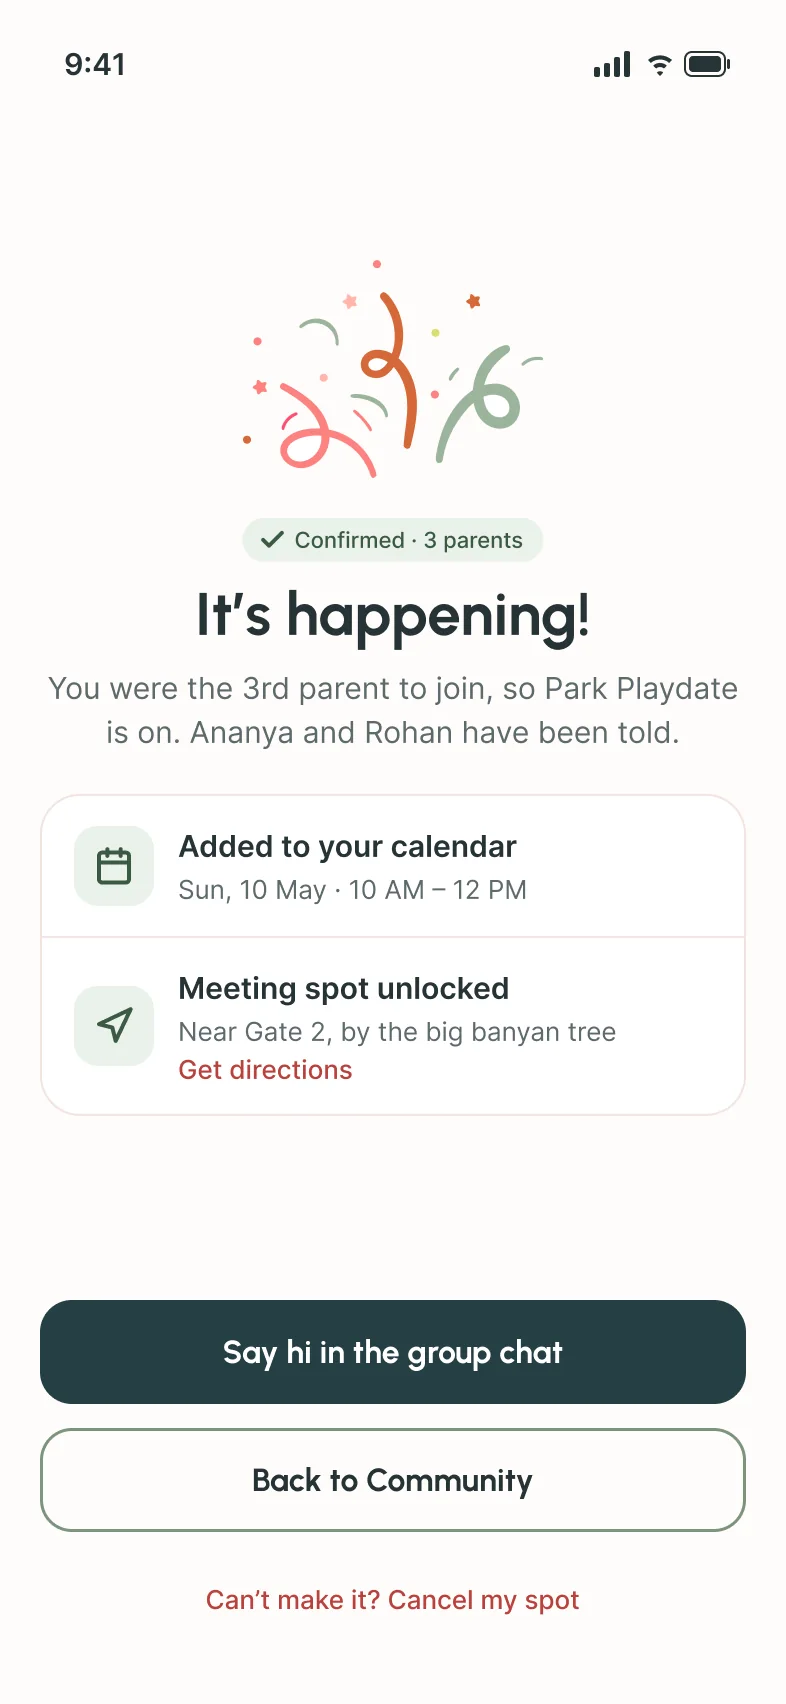 9:41
Confirmed · 3 parents
It’s happening!
You were the 3rd parent to join, so Park Playdate
is on. Ananya and Rohan have been told.
Added to your calendar
Sun, 10 May · 10 AM – 12 PM
Meeting spot unlocked
Near Gate 2, by the big banyan tree
Get directions
Say hi in the group chat
Back to Community
Can’t make it? Cancel my spot